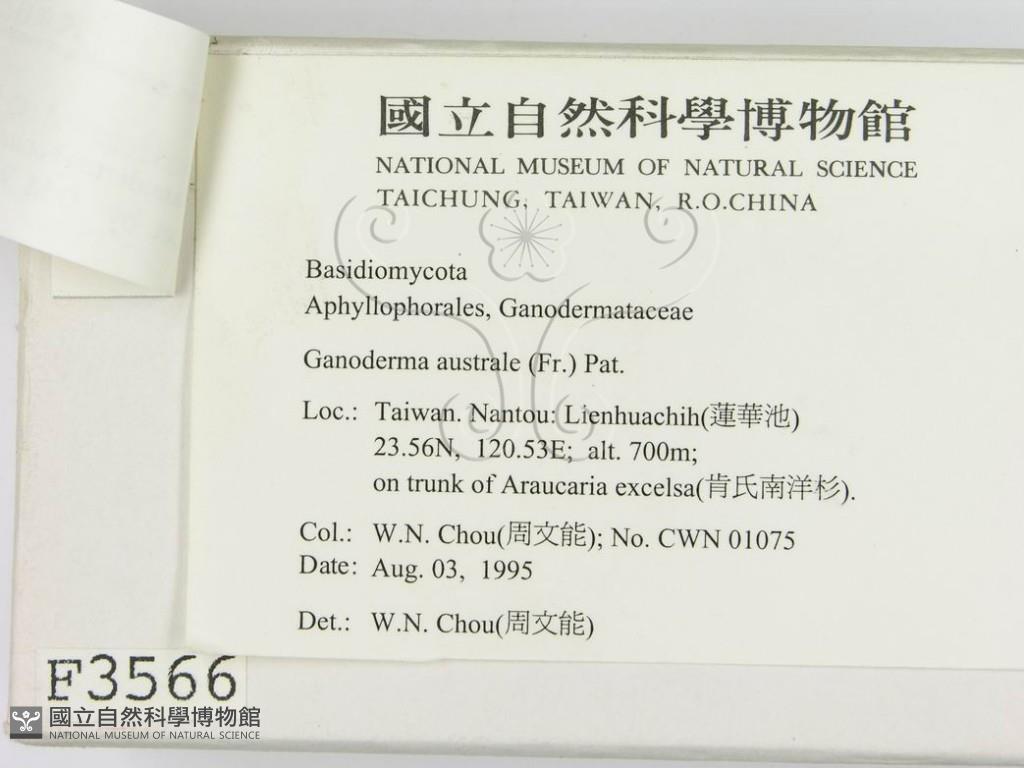 國立自然科學博物館
NATIONAL MUSEUM OF NATURAL SCIENCE
TAICHUNG, TAIWAN, R.O.CHINA
Basidiomycota
Aphyllophorales, Ganodermataceae
Ganoderma australe (Fr.) Pat.
Loc.: Taiwan. Nantou: Lienhuachih(蓮華池)
23.56N, 120.53E; alt. 700m;
on trunk of Araucaria excelsa(肯氏南洋杉).
Col.: W.N. Chou(周文能); No. CWN 01075
Date: Aug. 03, 1995
Det.: W.N. Chou(周文能)
F3566
國立自然科學博物館
NATIONAL MUSEUM OF NATURAL SCIENCE